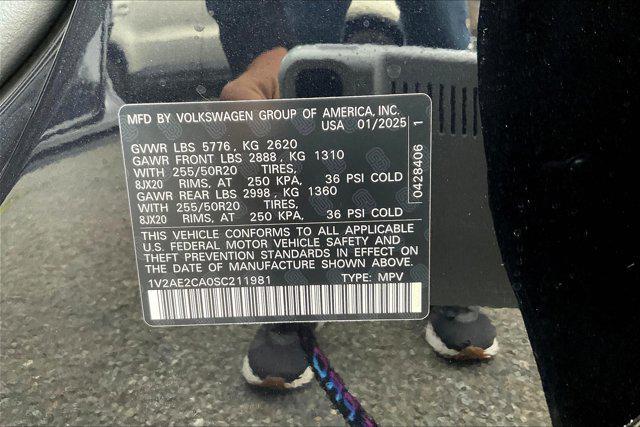 MFD BY VOLKSWAGEN GROUP OF AMERICA, INC.
USA 01/2025
GVWR LBS 5776, KG 2620
GAWR FRONT LBS 2888, KG 1310
WITH 255/50R20 TIRES,
8JX20 RIMS, AT 250 KPA, 36 PSI COLD
GAWR REAR LBS 2998, KG 1360
WITH 255/50R20 TIRES,
8JX20 RIMS, AT 250 KPA, 36 PSI COLD
THIS VEHICLE CONFORMS TO ALL APPLICABLE
U.S. FEDERAL MOTOR VEHICLE SAFETY AND
THEFT PREVENTION STANDARDS IN EFFECT ON
THE DATE OF MANUFACTURE SHOWN ABOVE.
1V2AE2CA0SC211981 TYPE: MPV
0428406 1